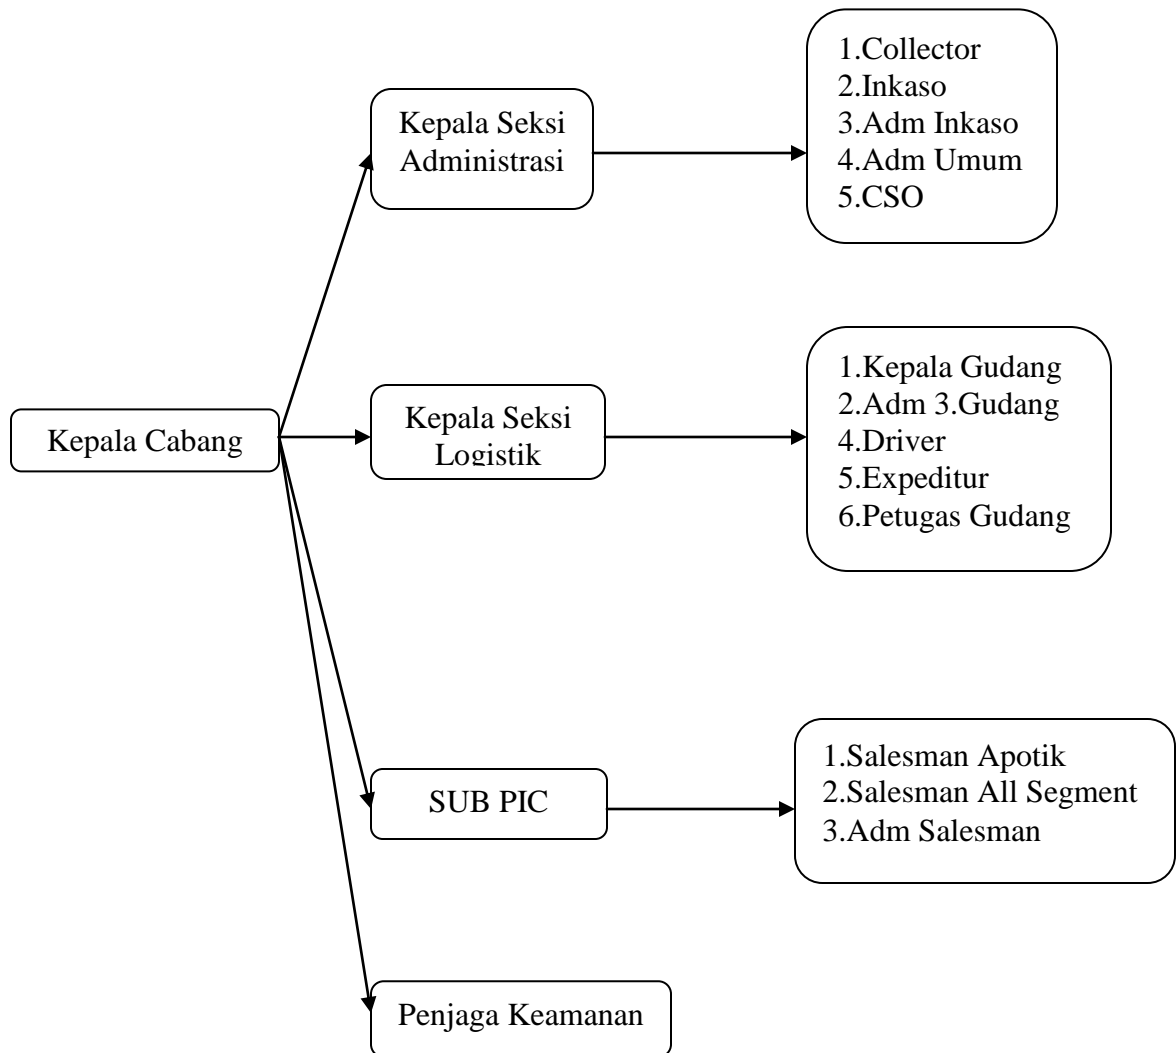 Kepala Cabang
Kepala Seksi
Administrasi
1.Collector
2.Inkaso
3.Adm Inkaso
4.Adm Umum
5.CSO
Kepala Seksi
Logistik
1.Kepala Gudang
2.Adm 3.Gudang
4.Driver
5.Expeditur
6.Petugas Gudang
SUB PIC
1.Salesman Apotik
2.Salesman All Segment
3.Adm Salesman
Penjaga Keamanan